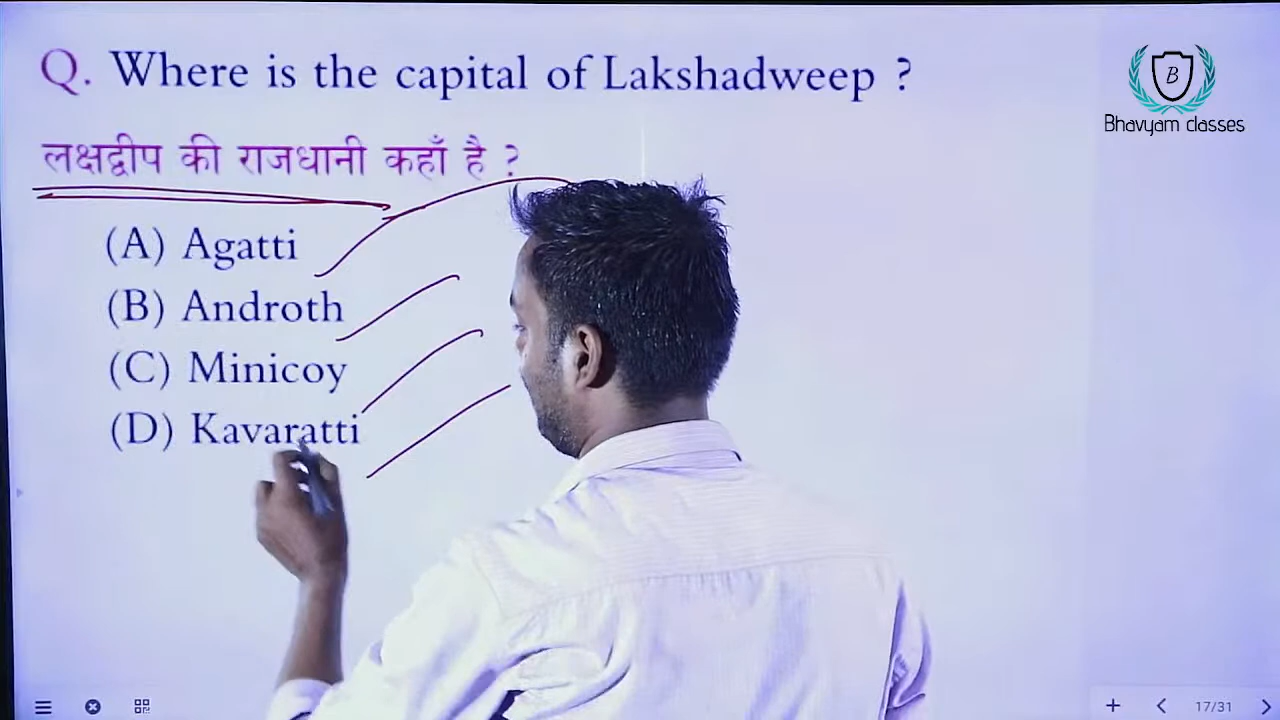 Q. Where is the capital of Lakshadweep ?
लक्षद्वीप की राजधानी कहाँ है ?
(A) Agatti
(B) Androth
(C) Minicoy
(D) Kavaratti
B
Bhavyam classes
17/31